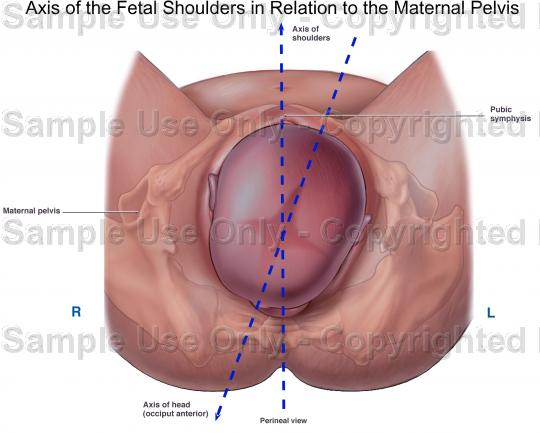 Axis of the Fetal Shoulders in Relation to the Maternal Pelvis
Sample Use Only - Copyrighted
Axis of
shoulders
Pubic
symphysis
Sample Use Only - Copyrighted
Maternal pelvis
Sample Use Only - Copyrighted
R
L
Sample Use Only - Copyrighted
Axis of head
(occiput anterior)
Perineal view